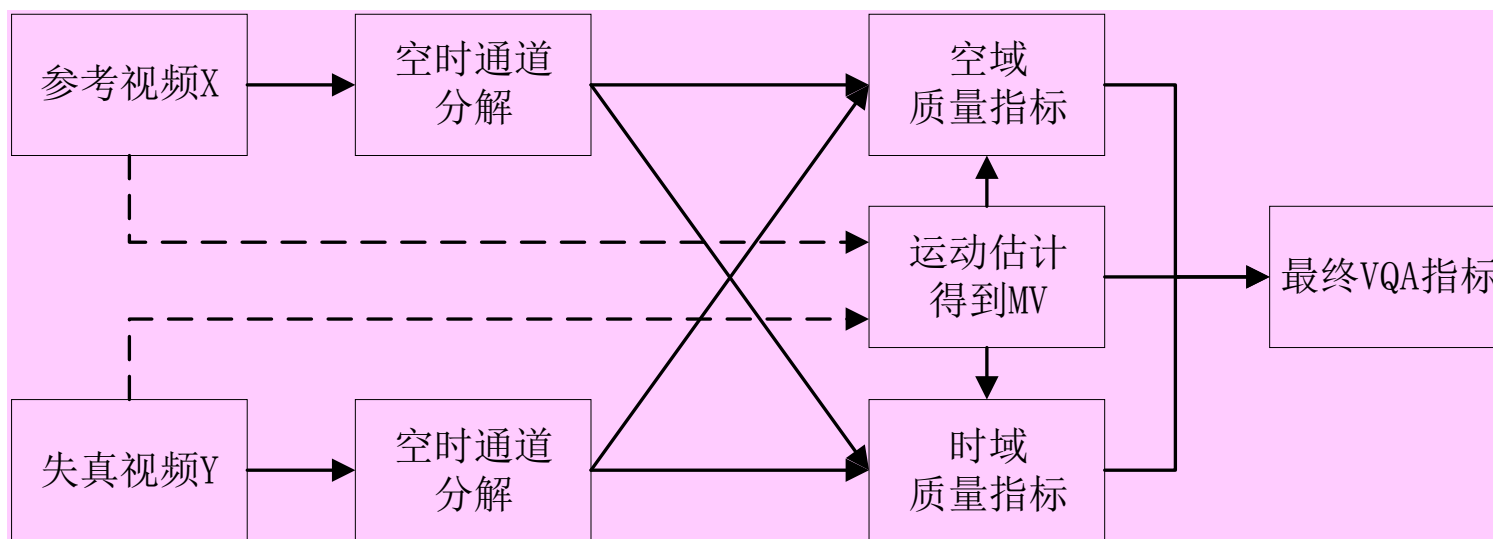 参考视频X
空时通道
分解
空域
质量指标
运动估计
得到MV
最终VQA指标
失真视频Y
空时通道
分解
时域
质量指标